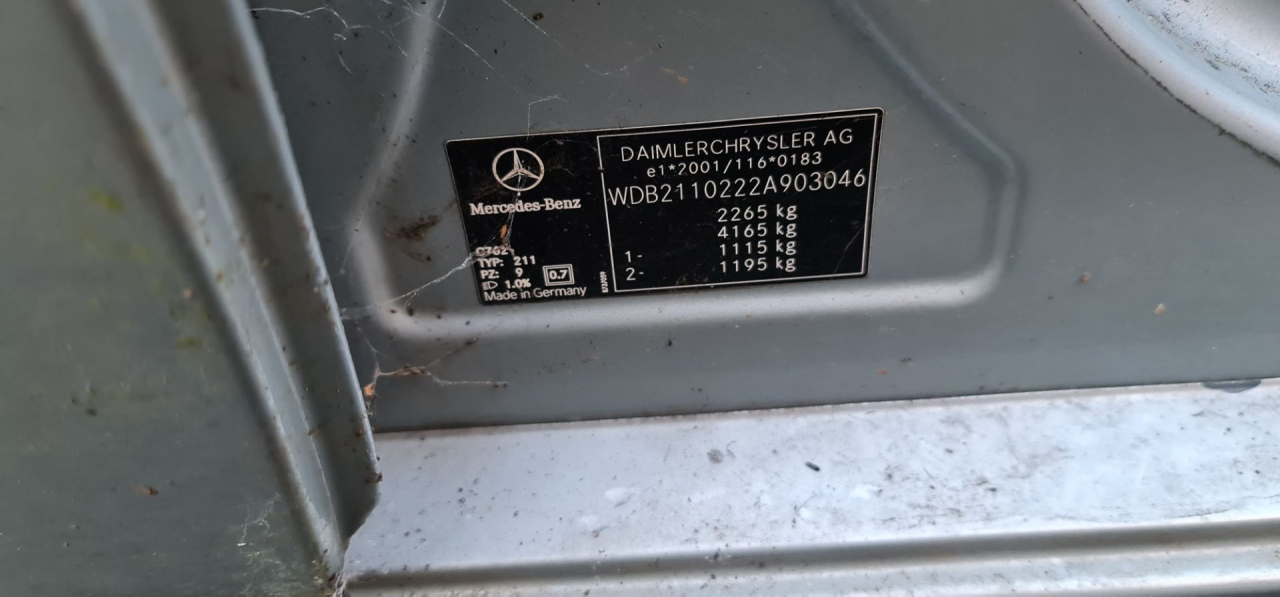 Mercedes-Benz
C762
TYP: 211
PZ: 9
1.0% 0.7
Made in Germany
DAIMLERCHRYSLER AG
e1*2001/116*0183
WDB2110222A903046
2265 kg
4165 kg
1- 1115 kg
2- 1195 kg